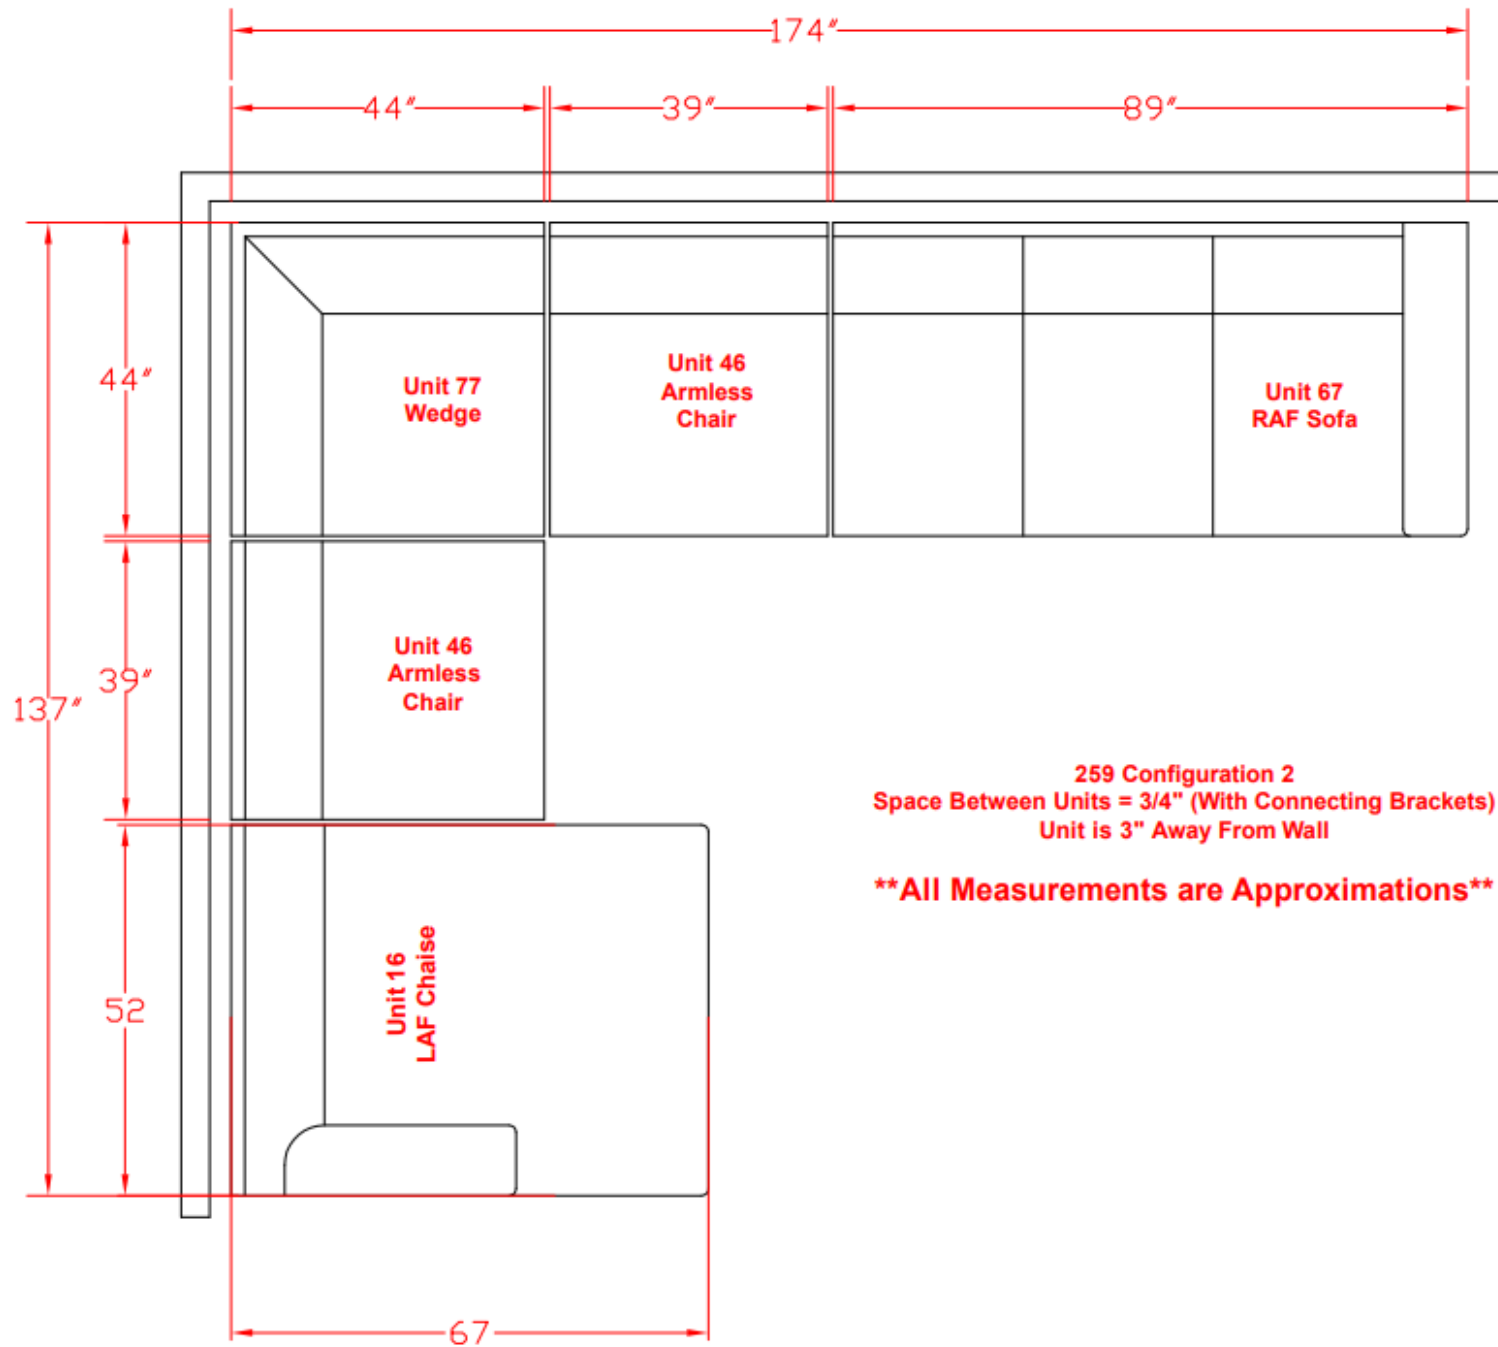 174"
44"
39"
89"
44"
Unit 77
Wedge
Unit 46
Armless
Chair
Unit 67
RAF Sofa
39"
137"
Unit 46
Armless
Chair
259 Configuration 2
Space Between Units = 3/4" (With Connecting Brackets)
Unit is 3" Away From Wall
**All Measurements are Approximations**
52
Unit 16
LAF Chaise
67